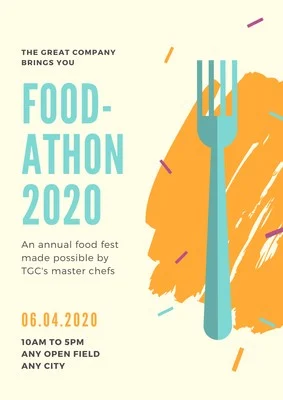 THE GREAT COMPANY
BRINGS YOU
FOOD-
ATHON
2020
An annual food fest
made possible by
TGC's master chefs
06.04.2020
10AM TO 5PM
ANY OPEN FIELD
ANY CITY